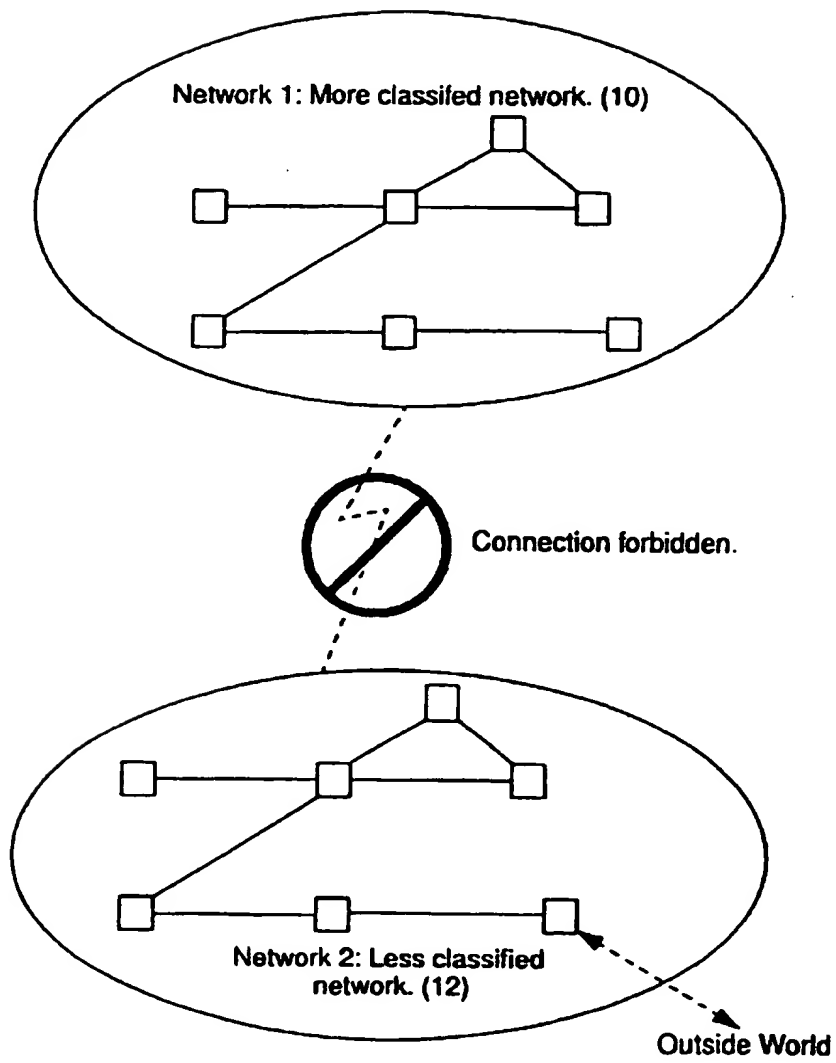 Network 1: More classifed network. (10)
Connection forbidden.
Network 2: Less classified
network. (12)
Outside World